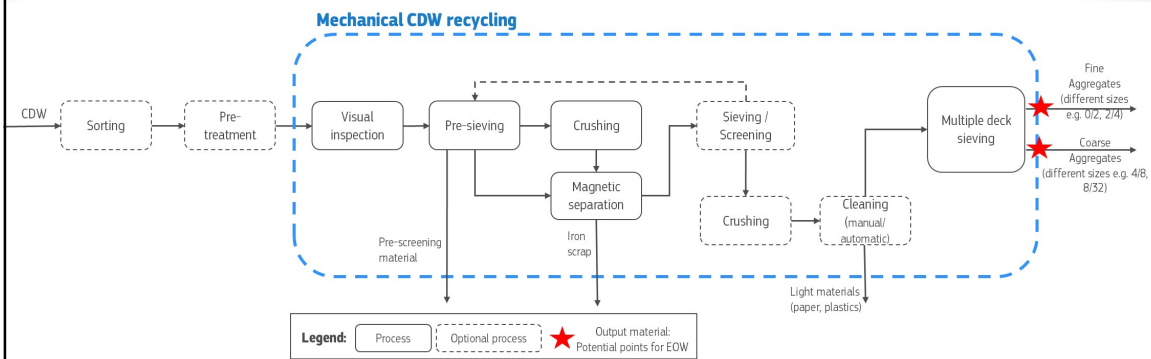 Mechanical CDW recycling
CDW
Sorting
Pre-
treatment
Visual
inspection
Pre-sieving
Crushing
Magnetic
separation
Sieving /
Screening
Crushing
Cleaning
(manual/
automatic)
Multiple deck
sieving
Fine
Aggregates
(different sizes
e.g. 0/2, 2/4)
Coarse
Aggregates
(different sizes e.g. 4/8,
8/32)
Pre-screening
material
Iron
scrap
Light materials
(paper, plastics)
Legend:
Process
Optional process
Output material:
Potential points for EOW